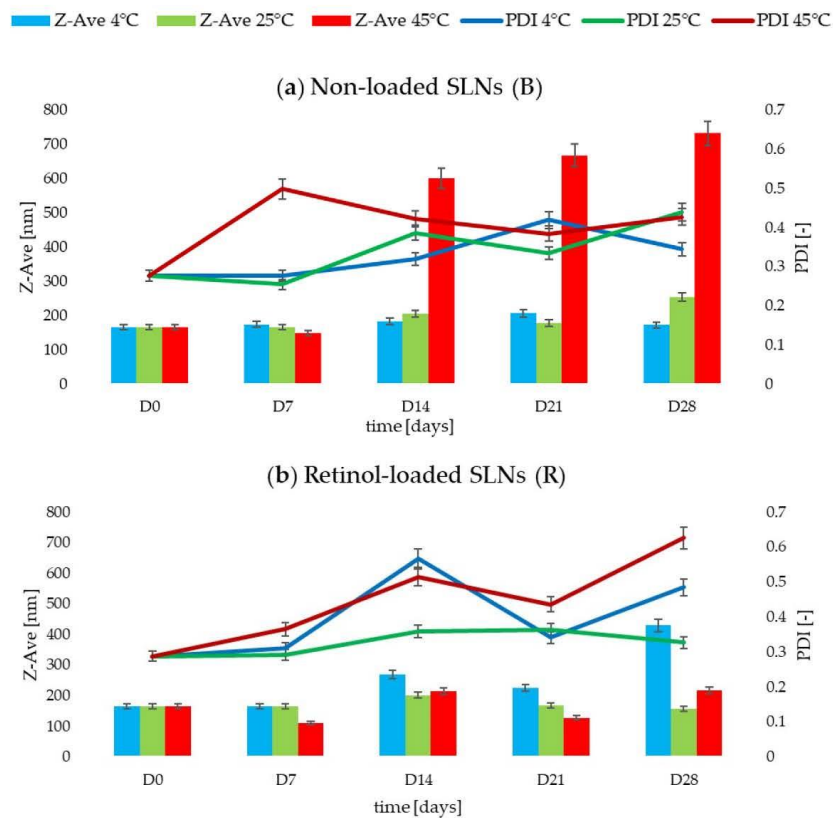 Z-Ave 4°C Z-Ave 25°C Z-Ave 45°C PDI 4°C PDI 25°C PDI 45°C
(a) Non-loaded SLNs (B)
800 0.7
700 0.6
600 0.5
500 0.4
400 0.3
300 0.2
200 0.1
100 0
0
Z-Ave [nm]
PDI [-]
D0 D7 D14 D21 D28
time [days]
(b) Retinol-loaded SLNs (R)
800 0.7
700 0.6
600 0.5
500 0.4
400 0.3
300 0.2
200 0.1
100 0
0
Z-Ave [nm]
PDI [-]
D0 D7 D14 D21 D28
time [days]